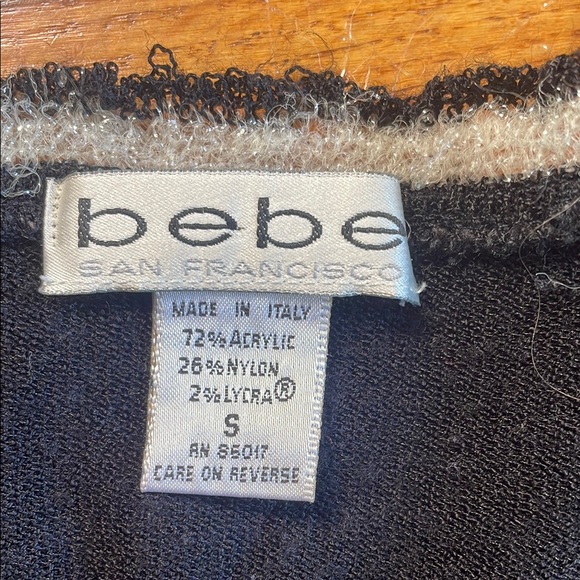 bebe
SAN FRANCISCO
MADE IN ITALY
72% ACRYLIC
26% NYLON
2% LYCRA®
S
RN 86017
CARE ON REVERSE